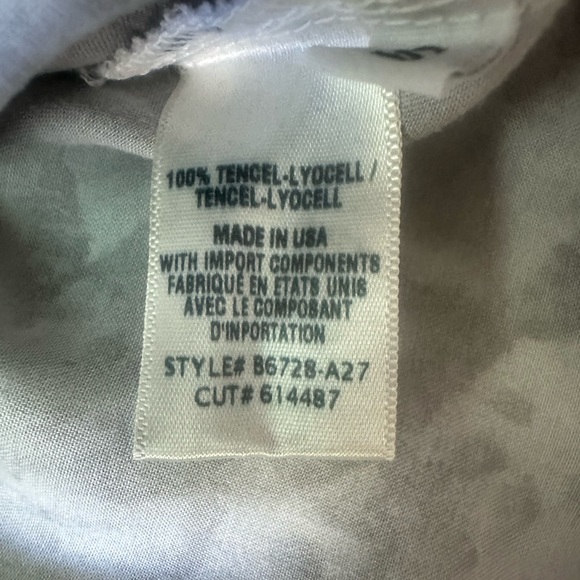 100% TENCEL-LYOCELL /
TENCEL-LYOCELL
MADE IN USA
WITH IMPORT COMPONENTS
FABRIQUÉ EN ETATS UNIS
AVEC LE COMPOSANT
D'INPORTATION
STYLE# B6728-A27
CUT# 614487